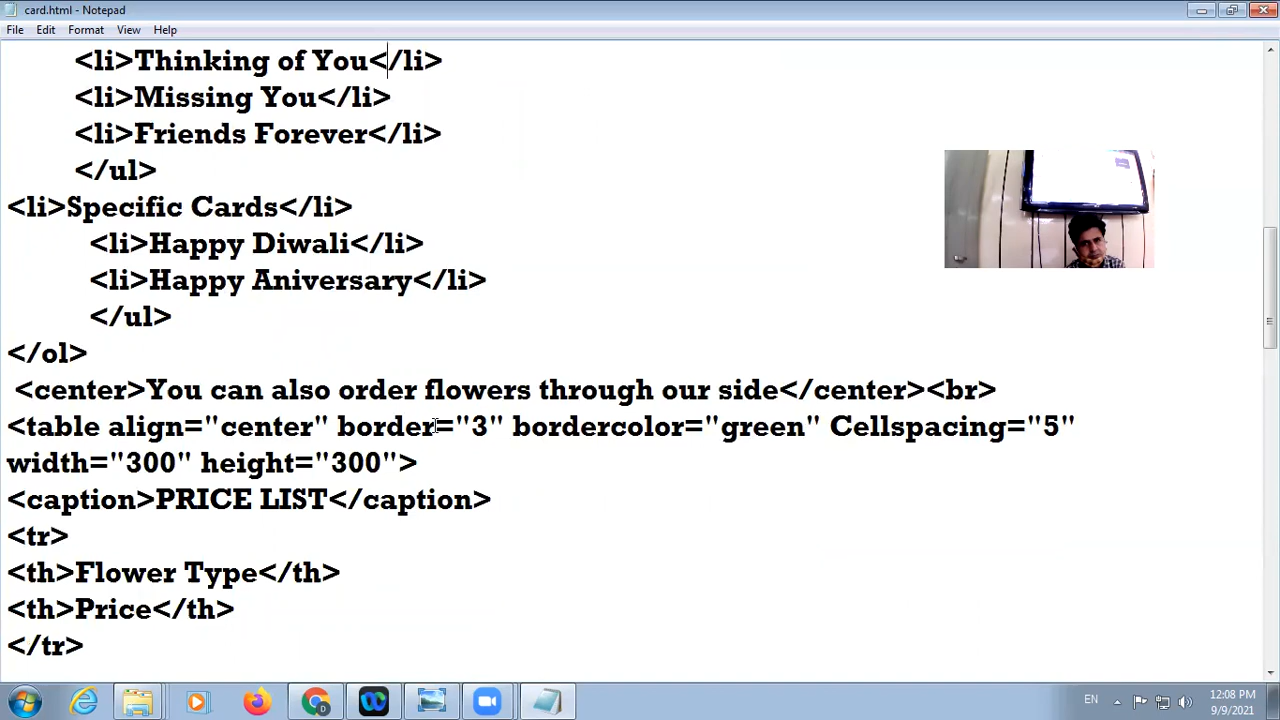 card.html - Notepad
File Edit Format View Help
<li>Thinking of You</li>
<li>Missing You</li>
<li>Friends Forever</li>
</ul>
<li>Specific Cards</li>
<li>Happy Diwali</li>
<li>Happy Aniversary</li>
</ul>
</ol>
<center>You can also order flowers through our side</center><br>
<table align="center" border="3" bordercolor="green" Cellspacing="5"
width="300" height="300">
<caption>PRICE LIST</caption>
<tr>
<th>Flower Type</th>
<th>Price</th>
</tr>
EN
12:08 PM
9/9/2021